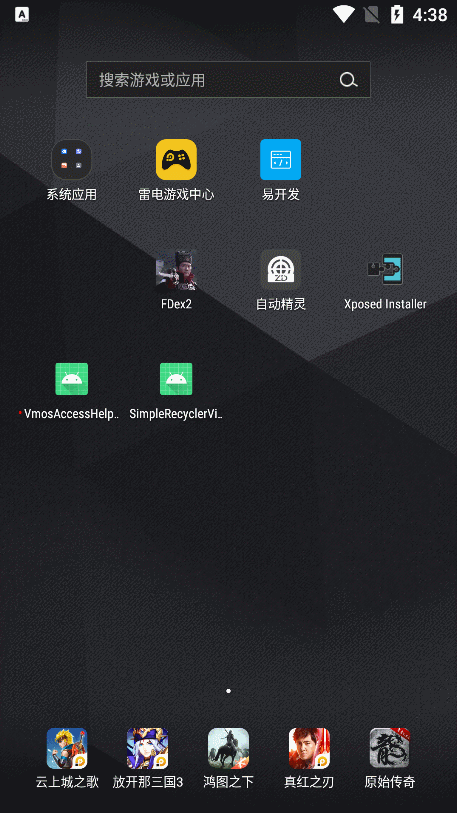 A
4:38
搜索游戏或应用
系统应用
雷电游戏中心
易开发
FDex2
自动精灵
ZD
Xposed Installer
VmosAccessHelp..
SimpleRecyclerVi..
云上城之歌
放开那三国3
鸿图之下
真红之刃
原始传奇